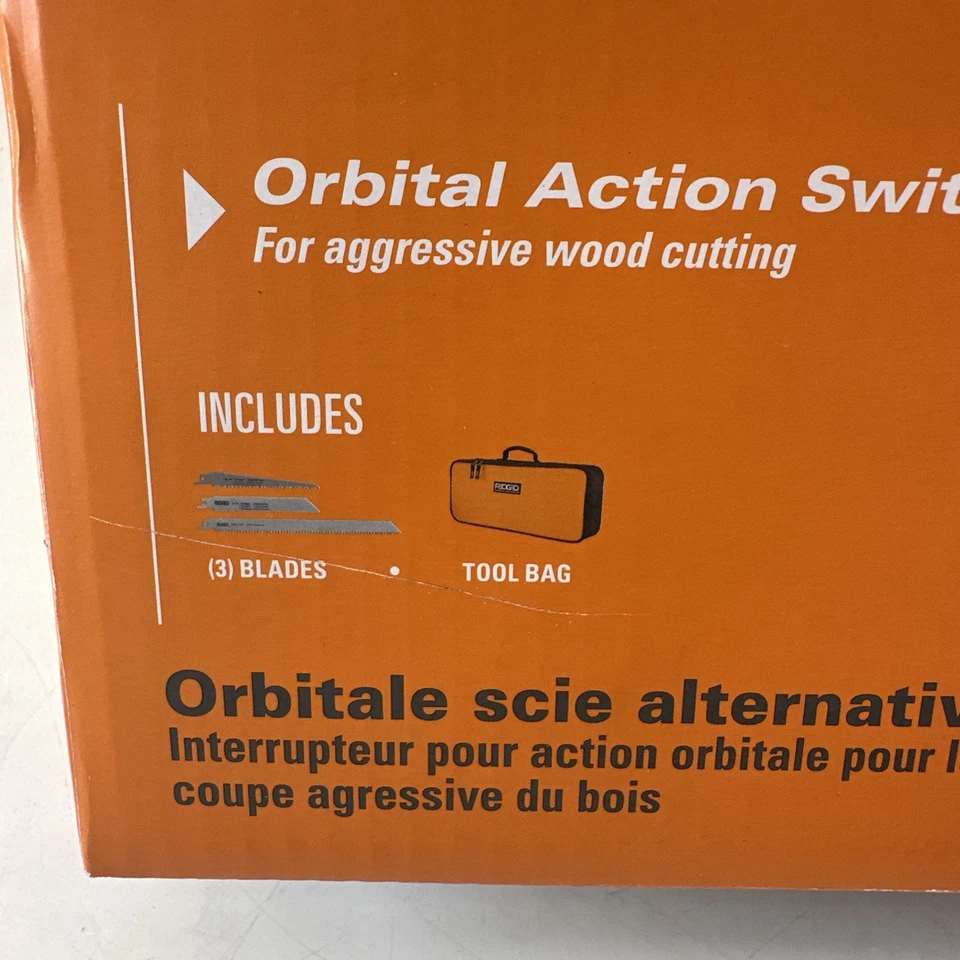 Orbital Action Swit
For aggressive wood cutting
INCLUDES
RIDGID
(3) BLADES • TOOL BAG
Orbitale scie alternativ
Interrupteur pour action orbitale pour l
coupe agressive du bois